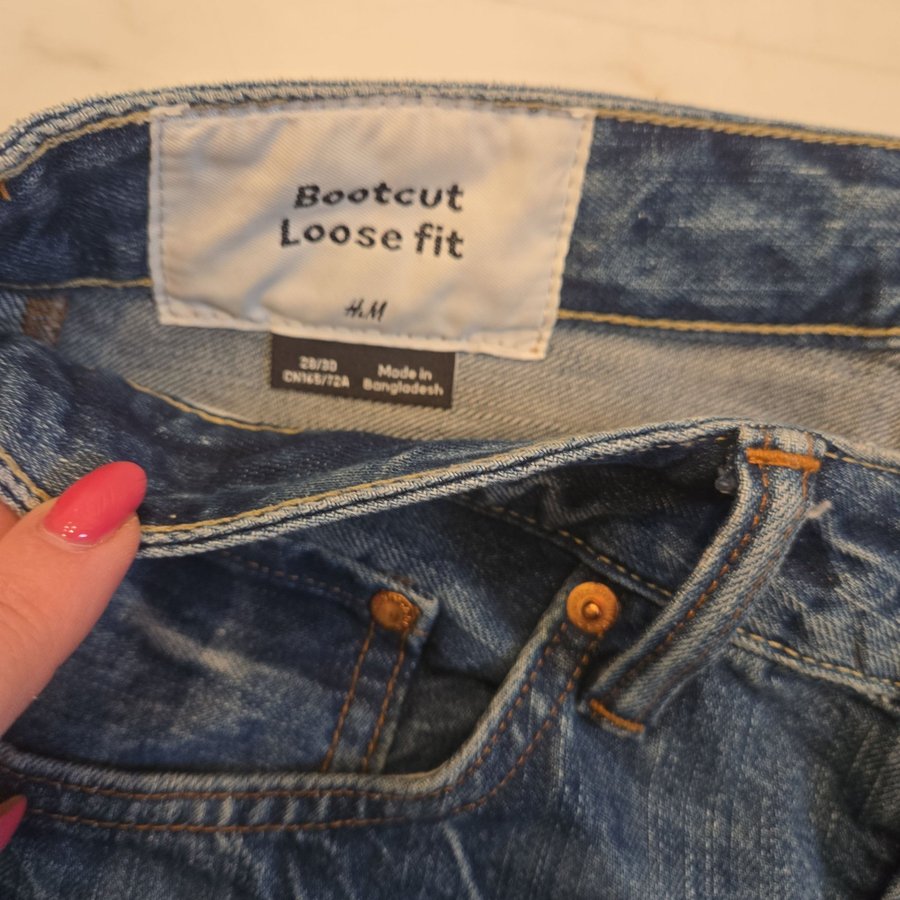 Bootcut
Loose fit
H&M
28/30
CN165/72A
Made in
Bangladesh